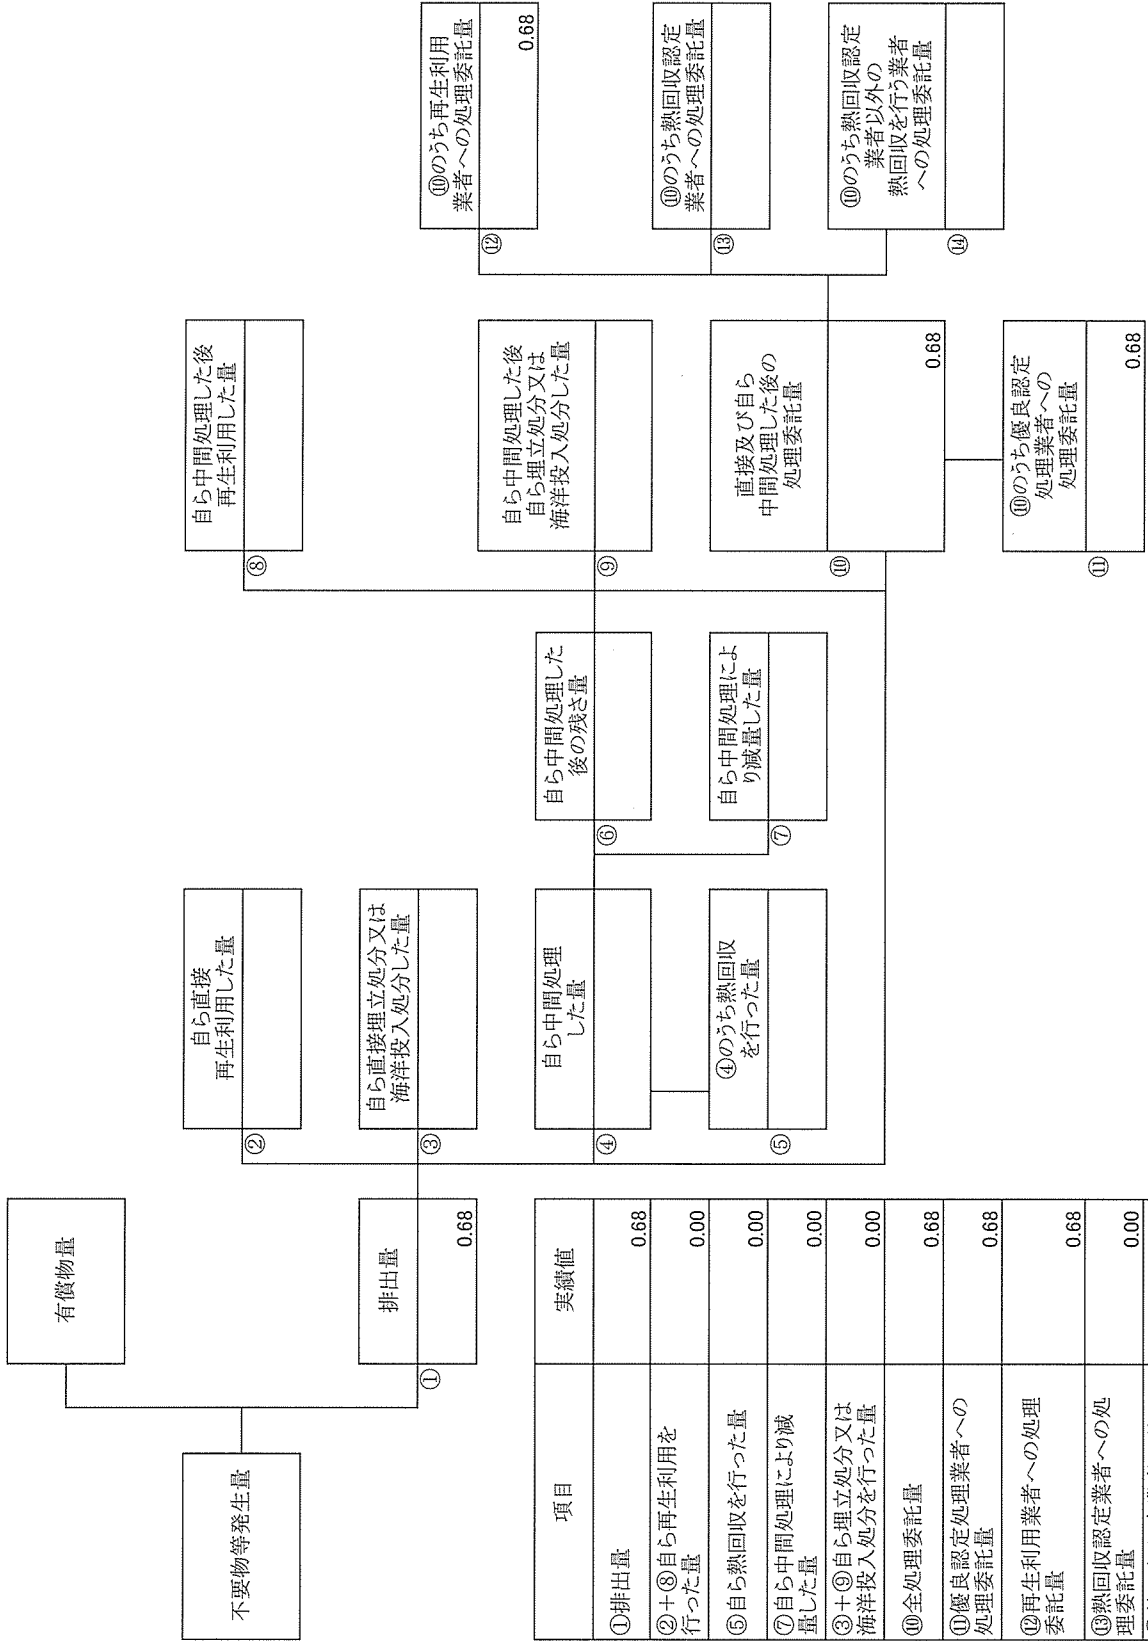 不要物等発生量
有償物量
①
排出量
0.68
②
自ら直接
再生利用した量
③
自ら直接埋立処分又は
海洋投入処分した量
④
自ら中間処理
した量
⑤
④のうち熱回収
を行った量
⑥
自ら中間処理した
後の残さ量
⑦
自ら中間処理によ
り減量した量
⑧
自ら中間処理した後
再生利用した量
⑨
自ら中間処理した後
自ら埋立処分又は
海洋投入処分した量
⑩
直接及び自ら
中間処理した後の
処理委託量
0.68
⑪
⑩のうち優良認定
処理業者への
処理委託量
0.68
⑫
⑩のうち再生利用
業者への処理委託量
0.68
⑬
⑩のうち熱回収認定
業者への処理委託量
⑭
⑩のうち熱回収認定
業者以外の
熱回収を行う業者
への処理委託量
項目
実績値
①排出量
0.68
②+⑧自ら再生利用を
行った量
0.00
⑤自ら熱回収を行った量
0.00
⑦自ら中間処理により減
量した量
0.00
③+⑨自ら埋立処分又は
海洋投入処分を行った量
0.00
⑩全処理委託量
0.68
⑪優良認定処理業者への
処理委託量
0.68
⑫再生利用業者への処理
委託量
0.68
⑬熱回収認定業者への処
理委託量
0.00